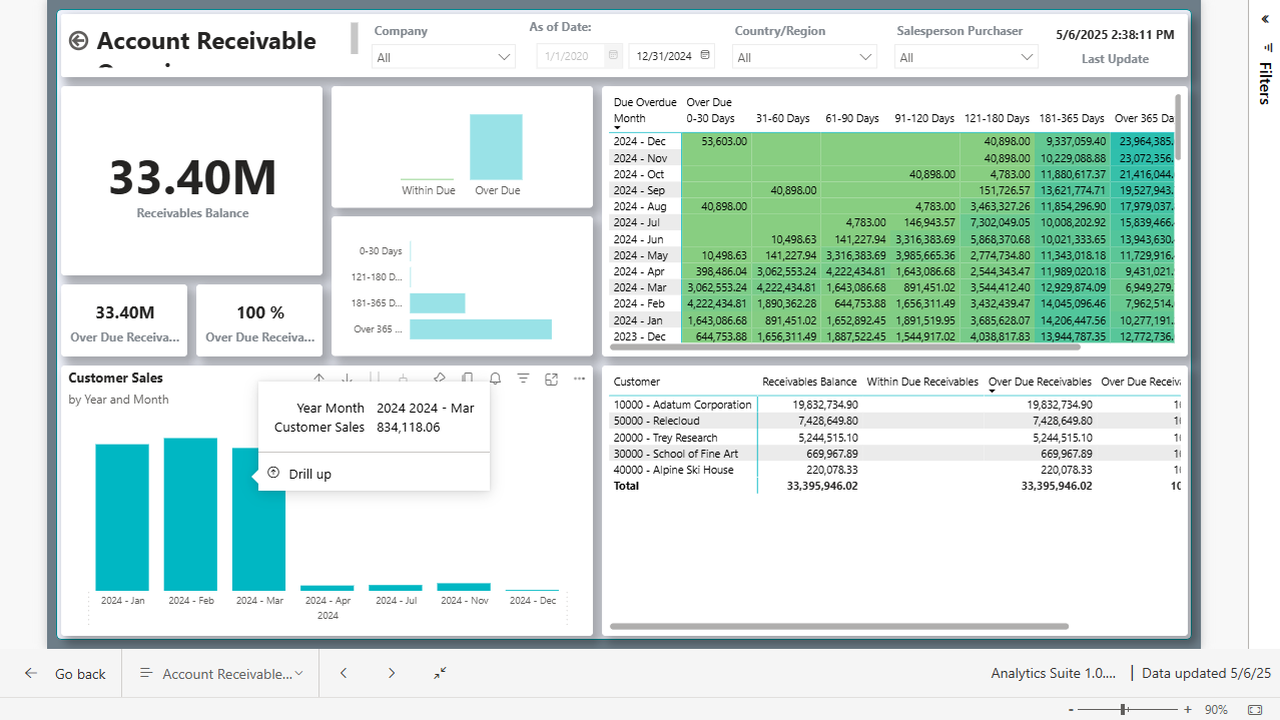 Account Receivable
Company
All
As of Date:
1/1/2020
12/31/2024
Country/Region
All
Salesperson Purchaser
All
5/6/2025 2:38:11 PM
Last Update
Filters
33.40M
Receivables Balance
33.40M
Over Due Receiva...
100 %
Over Due Receiva...
Within Due
Over Due
0-30 Days
121-180 D...
181-365 D...
Over 365 ...
Due Overdue Over Due
Month 0-30 Days 31-60 Days 61-90 Days 91-120 Days 121-180 Days 181-365 Days Over 365 Da
2024 - Dec 53,603.00 40,898.00 9,337,059.40 23,964,385.
2024 - Nov 40,898.00 10,229,088.88 23,072,356.
2024 - Oct 40,898.00 4,783.00 11,880,617.37 21,416,044.
2024 - Sep 40,898.00 151,726.57 13,621,774.71 19,527,943.
2024 - Aug 40,898.00 4,783.00 3,463,327.26 11,854,296.90 17,979,037.
2024 - Jul 4,783.00 146,943.57 7,302,049.05 10,008,202.92 15,839,466.
2024 - Jun 10,498.63 141,227.94 3,316,383.69 5,868,370.68 10,021,333.65 13,943,630.
2024 - May 10,498.63 141,227.94 3,316,383.69 3,985,665.36 2,774,734.80 11,343,018.18 11,729,916.
2024 - Apr 398,486.04 3,062,553.24 4,222,434.81 1,643,086.68 2,544,343.47 11,989,020.18 9,431,021.
2024 - Mar 3,062,553.24 4,222,434.81 1,643,086.68 891,451.02 3,544,412.40 12,929,874.09 6,949,279.
2024 - Feb 4,222,434.81 1,890,362.28 644,753.88 1,656,311.49 3,432,439.47 14,045,096.46 7,962,514.
2024 - Jan 1,643,086.68 891,451.02 1,652,892.45 1,891,519.95 3,685,628.07 14,206,447.56 10,277,191.
2023 - Dec 644,753.88 1,656,311.49 1,887,522.45 1,544,917.02 4,038,817.83 13,944,787.35 12,772,736.
Customer Sales
by Year and Month
Year Month 2024 2024 - Mar
Customer Sales 834,118.06
Drill up
2024 - Jan 2024 - Feb 2024 - Mar 2024 - Apr 2024 - Jul 2024 - Nov 2024 - Dec
2024
Customer Receivables Balance Within Due Receivables Over Due Receivables Over Due Receiva
10000 - Adatum Corporation 19,832,734.90 19,832,734.90 10
50000 - Relecloud 7,428,649.80 7,428,649.80 10
20000 - Trey Research 5,244,515.10 5,244,515.10 10
30000 - School of Fine Art 669,967.89 669,967.89 10
40000 - Alpine Ski House 220,078.33 220,078.33 10
Total 33,395,946.02 33,395,946.02 10
Go back
Account Receivable...
Analytics Suite 1.0.... | Data updated 5/6/25
- + 90%